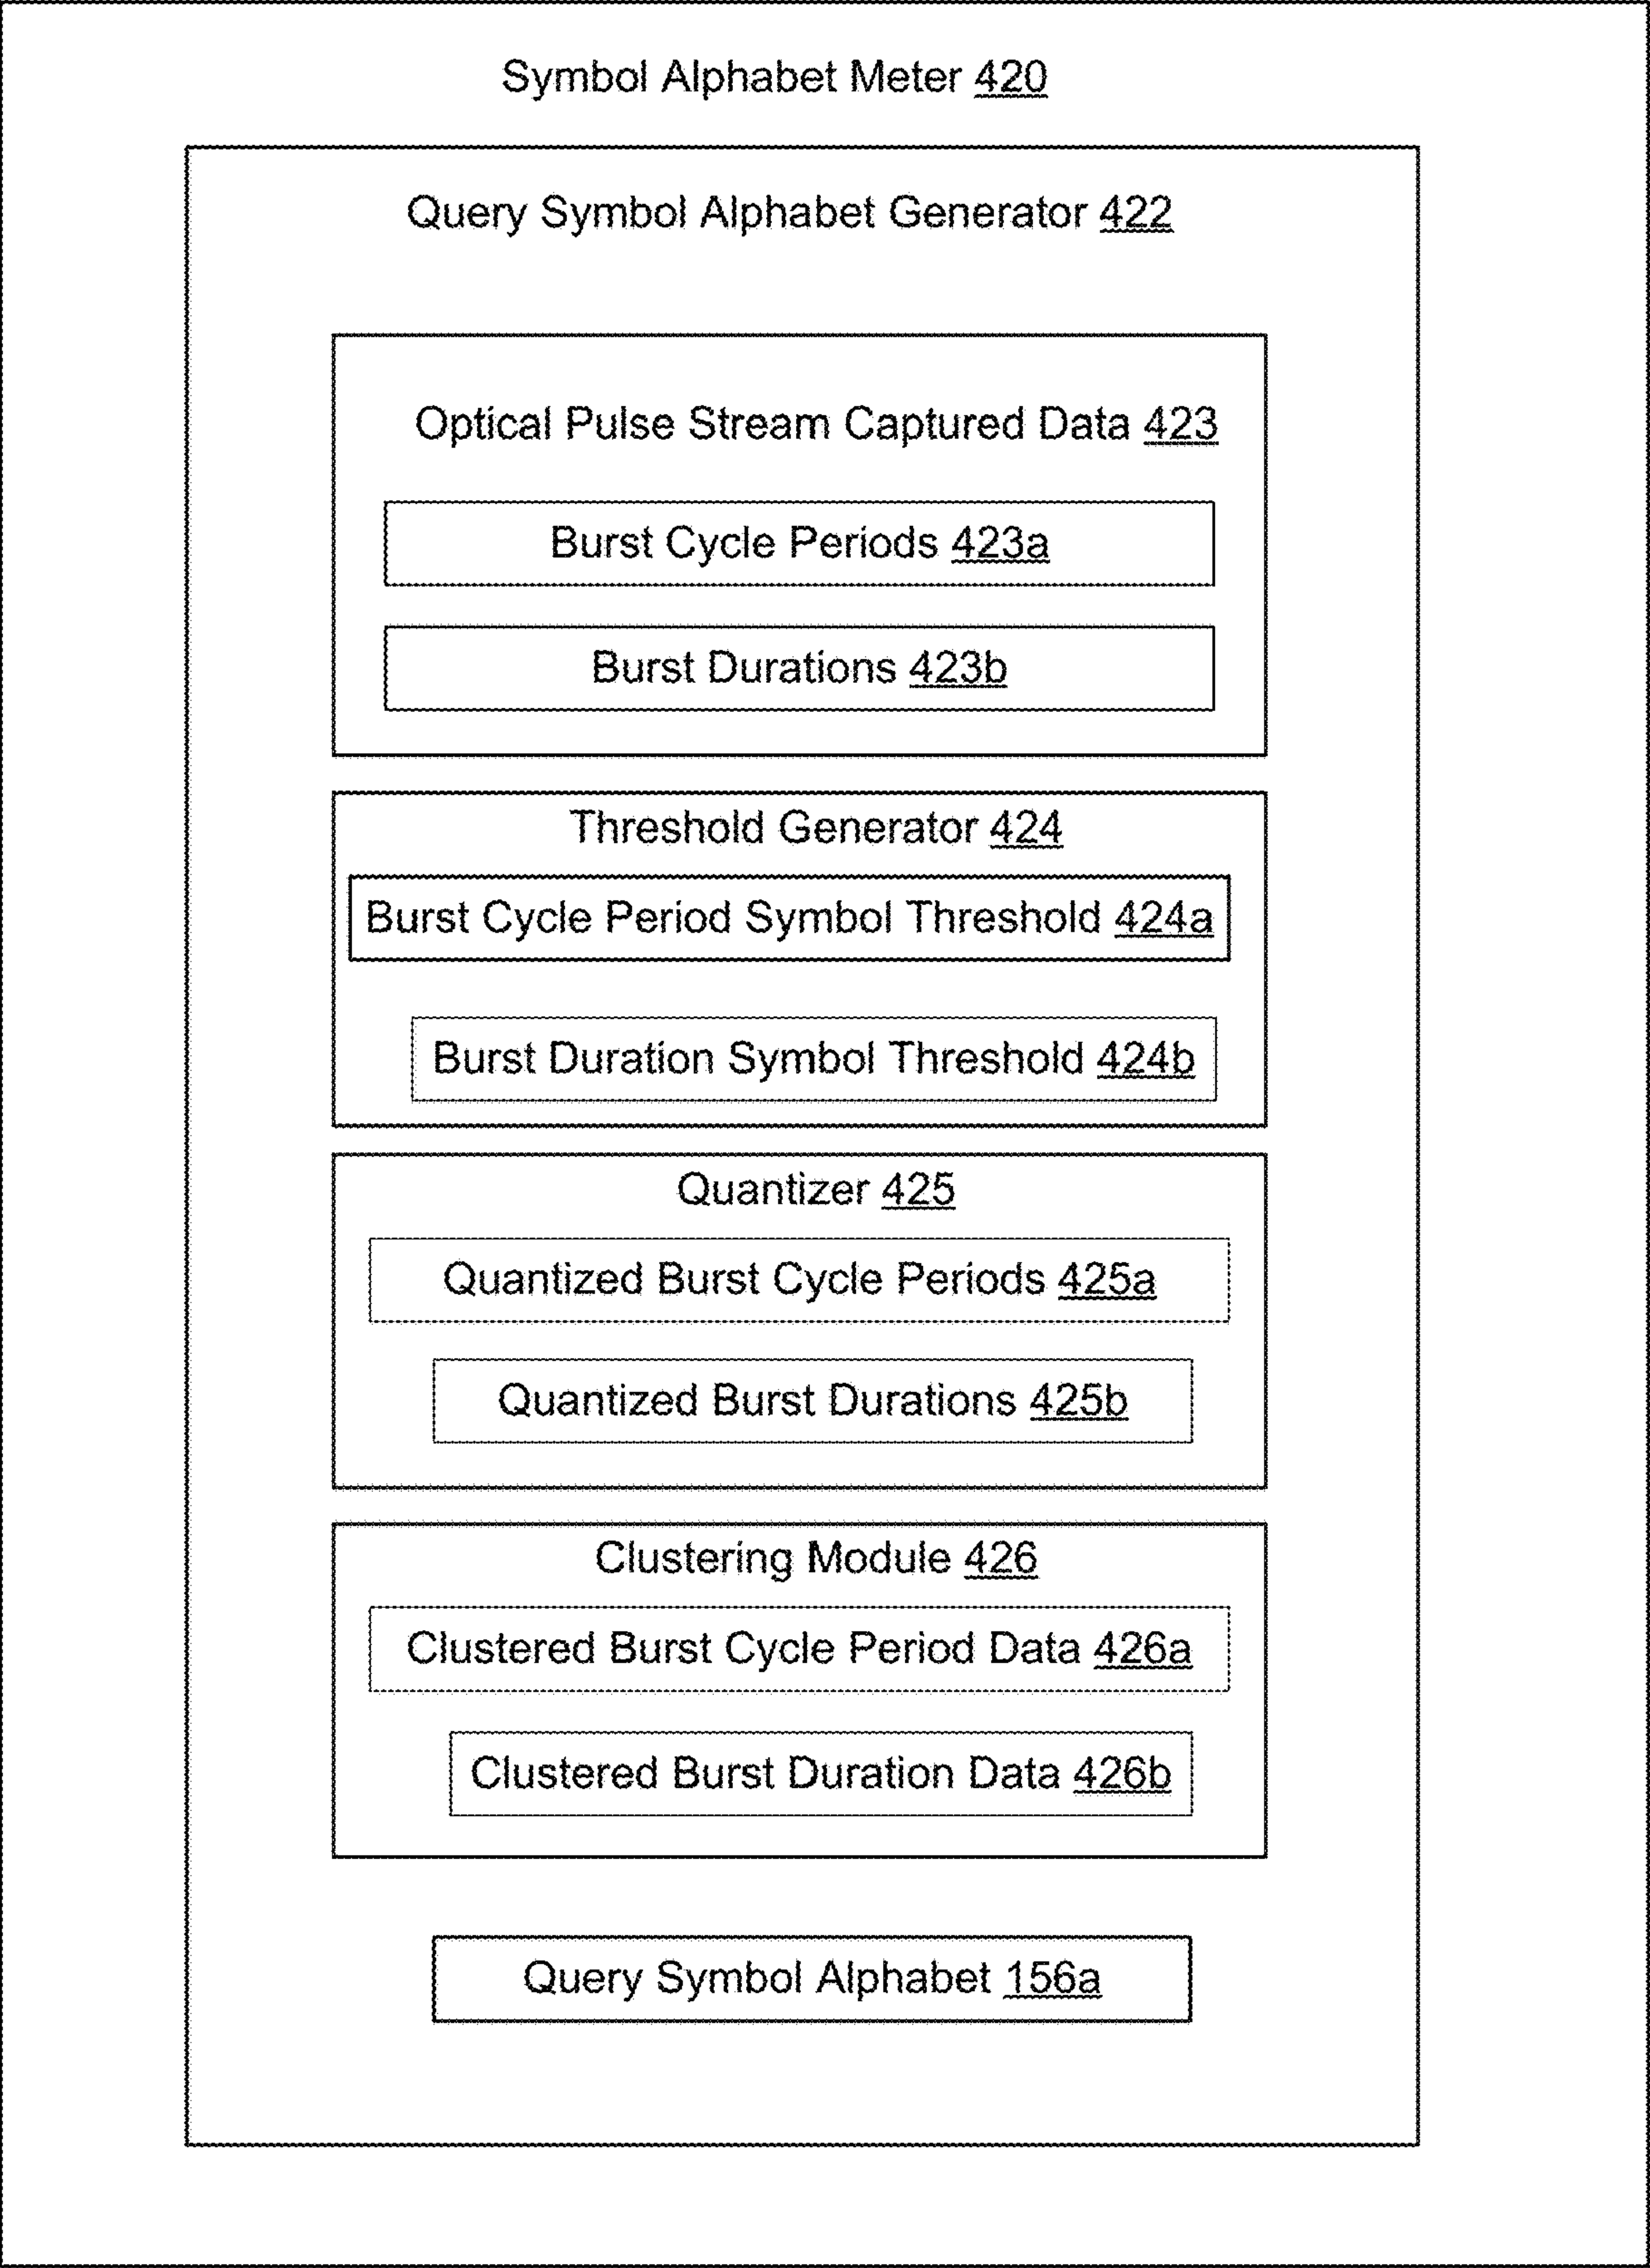 Symbol Alphabet Meter 420
Query Symbol Alphabet Generator 422
Optical Pulse Stream Captured Data 423
Burst Cycle Periods 423a
Burst Durations 423b
Threshold Generator 424
Burst Cycle Period Symbol Threshold 424a
Burst Duration Symbol Threshold 424b
Quantizer 425
Quantized Burst Cycle Periods 425a
Quantized Burst Durations 425b
Clustering Module 426
Clustered Burst Cycle Period Data 426a
Clustered Burst Duration Data 426b
Query Symbol Alphabet 156a